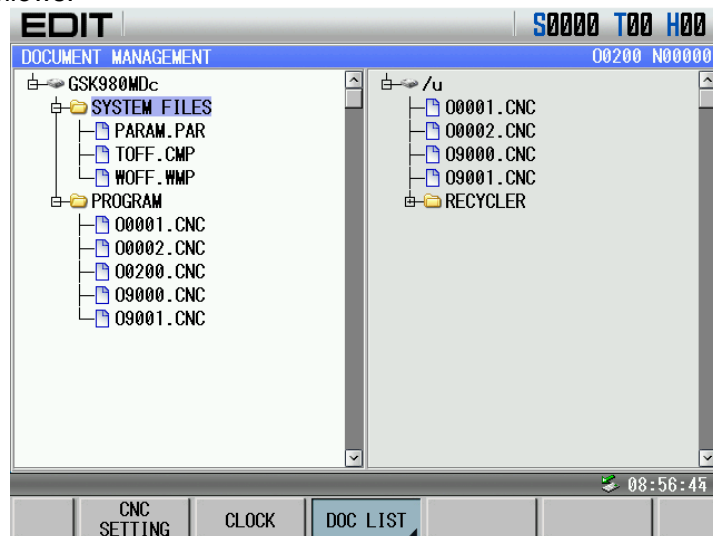 EDIT S0000 T00 H00
DOCUMENT MANAGEMENT O0200 N00000
GSK980MDc
SYSTEM FILES
PARAM.PAR
TOFF.CMP
WOFF.WMP
PROGRAM
O0001.CNC
O0002.CNC
O0200.CNC
O9000.CNC
O9001.CNC
/u
O0001.CNC
O0002.CNC
O9000.CNC
O9001.CNC
RECYCLER
08:56:45
CNC SETTING
CLOCK
DOC LIST